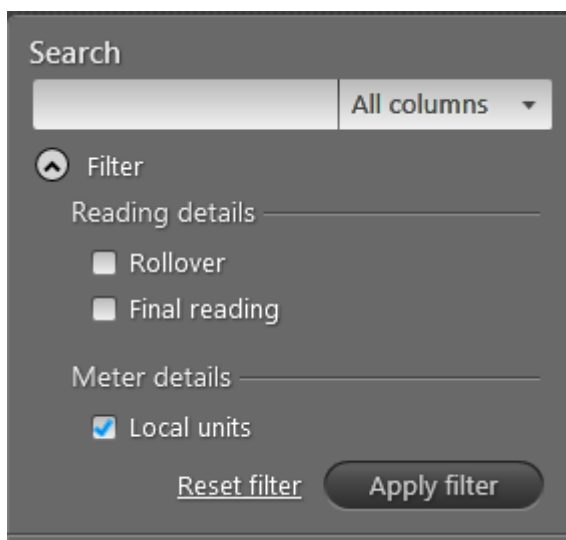 Search
All columns
Filter
Reading details
Rollover
Final reading
Meter details
Local units
Reset filter Apply filter